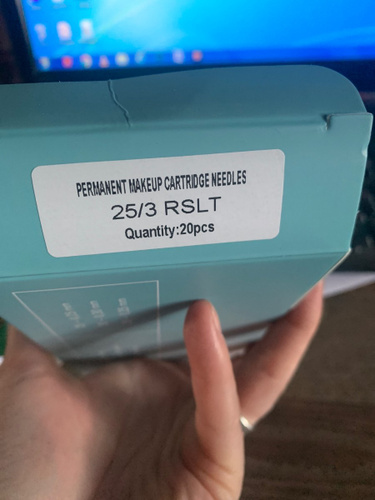 PERMANENT MAKEUP CARTRIDGE NEEDLES
25/3 RSLT
Quantity:20pcs